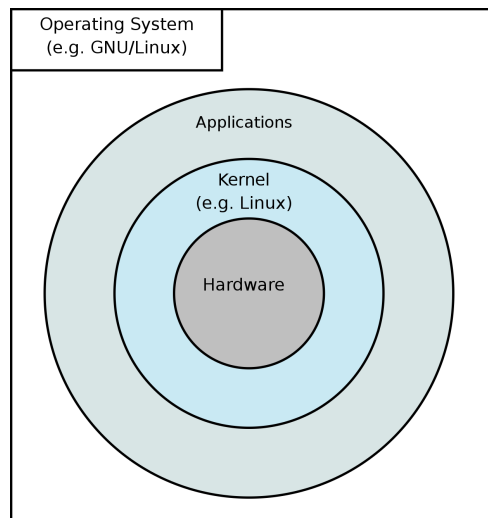 Operating System
(e.g. GNU/Linux)
Applications
Kernel
(e.g. Linux)
Hardware